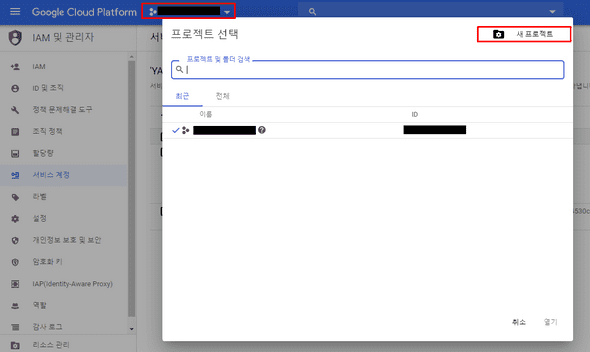 Google Cloud Platform
IAM 및 관리자
서비
프로젝트 선택
새 프로젝트
프로젝트 및 폴더 검색
최근
전체
이름
ID
IAM
ID 및 조직
정책 문제해결 도구
조직 정책
할당량
서비스 계정
라벨
설정
개인정보 보호 및 보안
암호화 키
IAP(Identity-Aware Proxy)
역할
감사 로그
리소스 관리
취소
열기